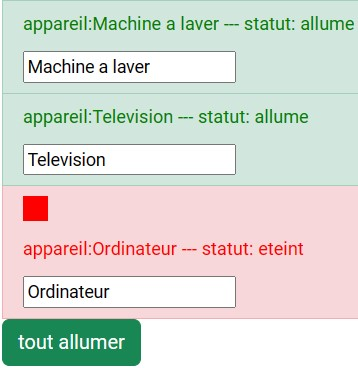 appareil:Machine a laver --- statut: allume
Machine a laver
appareil:Television --- statut: allume
Television
appareil:Ordinateur --- statut: eteint
Ordinateur
tout allumer